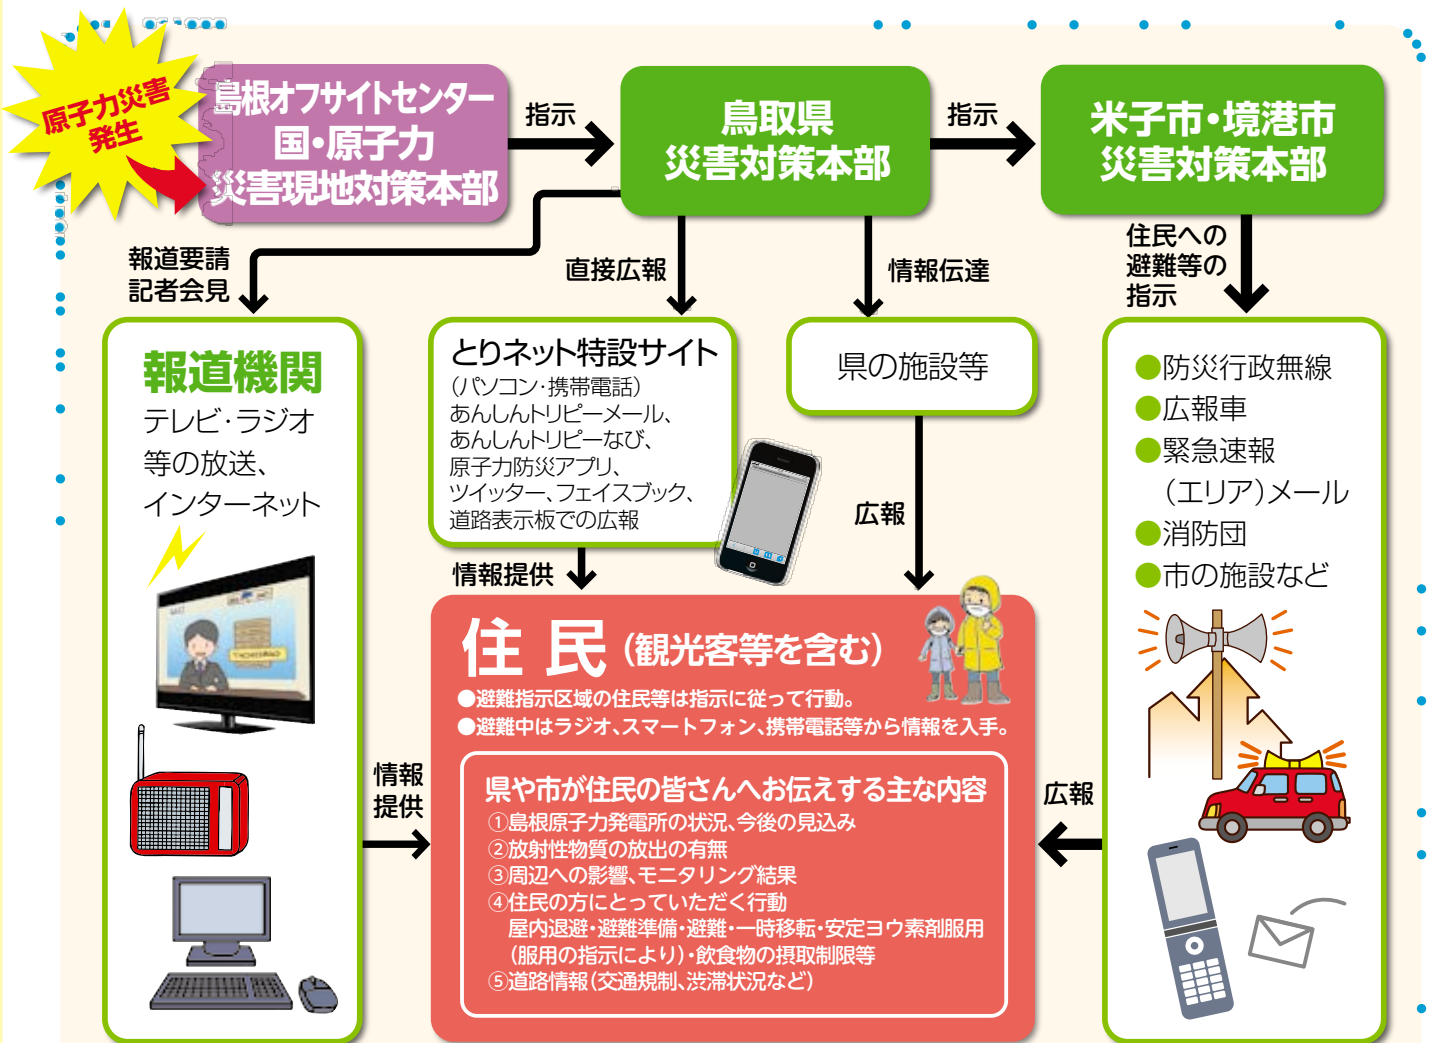 原子力災害
発生
島根オフサイトセンター
国・原子力
災害現地対策本部
指示
鳥取県
災害対策本部
指示
米子市・境港市
災害対策本部
報道要請
記者会見
直接広報
情報伝達
住民への
避難等の
指示
報道機関
テレビ・ラジオ
等の放送、
インターネット
とりネット特設サイト
(パソコン・携帯電話)
あんしんトリピーメール、
あんしんトリピーなび、
原子力防災アプリ、
ツイッター、フェイスブック、
道路表示板での広報
県の施設等
●防災行政無線
●広報車
●緊急速報
(エリア)メール
●消防団
●市の施設など
情報提供
広報
住民(観光客等を含む)
●避難指示区域の住民等は指示に従って行動。
●避難中はラジオ、スマートフォン、携帯電話等から情報を入手。
情報
提供
広報
県や市が住民の皆さんへお伝えする主な内容
①島根原子力発電所の状況、今後の見込み
②放射性物質の放出の有無
③周辺への影響、モニタリング結果
④住民の方にとっていただく行動
屋内退避・避難準備・避難・一時移転・安定ヨウ素剤服用
(服用の指示により)・飲食物の摂取制限等
⑤道路情報(交通規制、渋滞状況など)